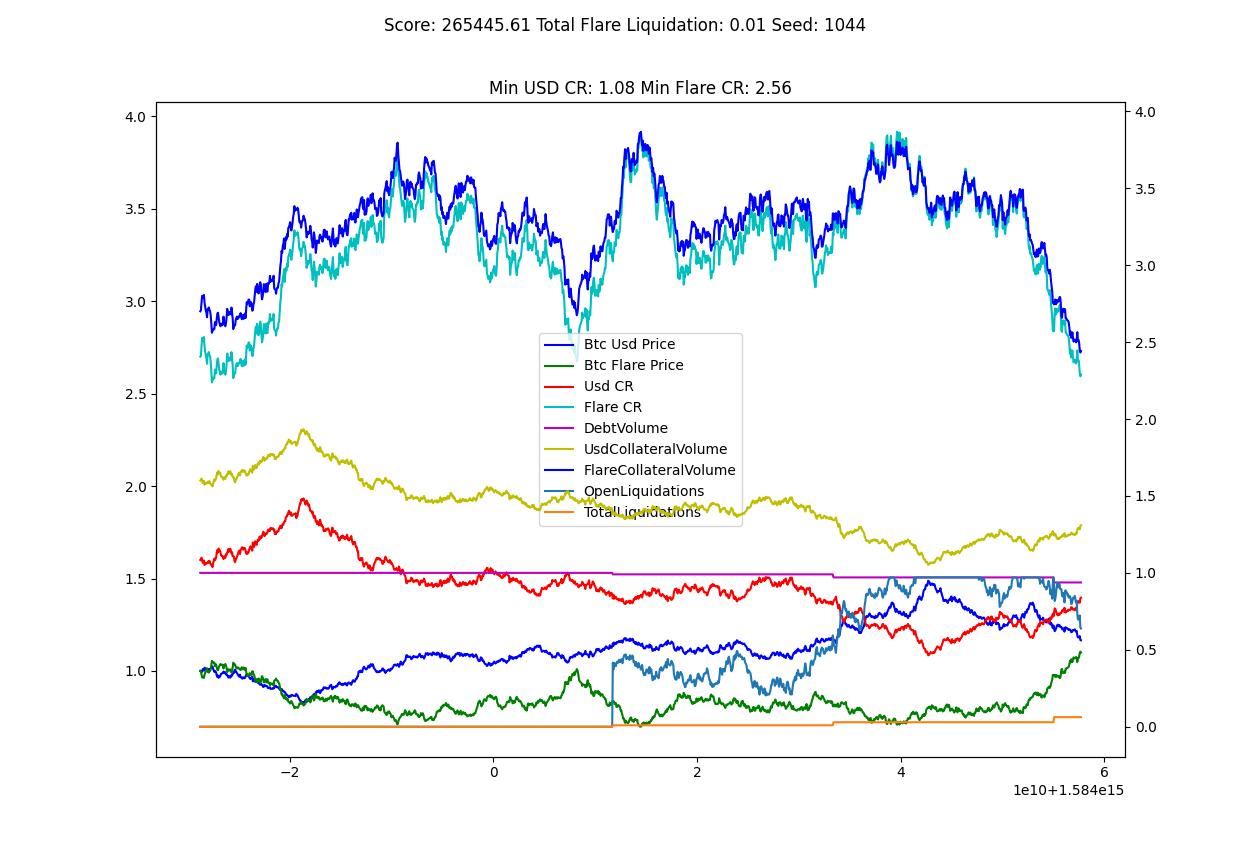 Score: 265445.61 Total Flare Liquidation: 0.01 Seed: 1044
Min USD CR: 1.08 Min Flare CR: 2.56
4.0
3.5
3.0
2.5
2.0
1.5
1.0
4.0
3.5
3.0
2.5
2.0
1.5
1.0
0.5
0.0
Btc Usd Price
Btc Flare Price
Usd CR
Flare CR
DebtVolume
UsdCollateralVolume
FlareCollateralVolume
OpenLiquidations
TotalLiquidations
−2
0
2
4
6
1e10+1.584e15